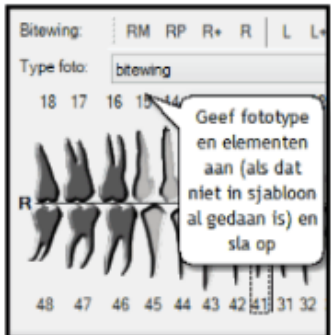 Bitewing: RM RP R+ R L L+
Type foto: bitewing
18 17 16 15 14
Geef fototype
en elementen
aan (als dat
niet in sjabloon
al gedaan is) en
sla op
R
48 47 46 45 44 43 42 41 31 32